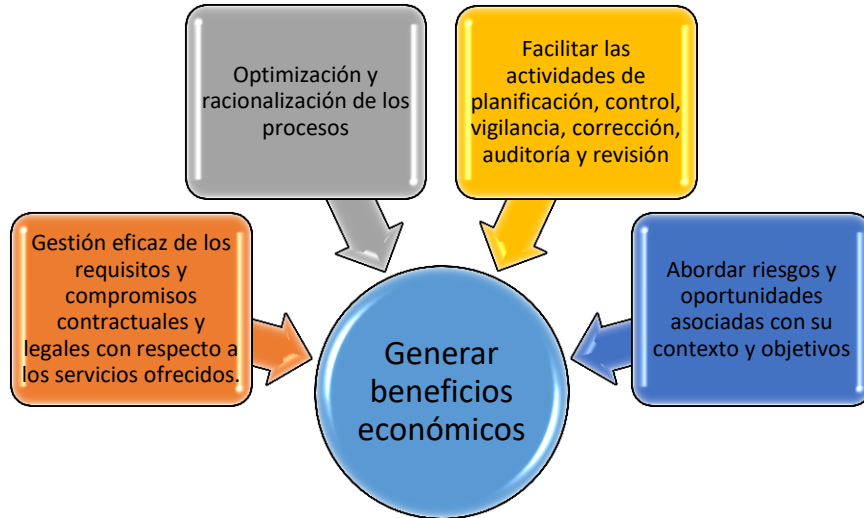 Gestión eficaz de los
requisitos y
compromisos
contractuales y
legales con respecto a
los servicios ofrecidos.
Optimización y
racionalización de los
procesos
Facilitar las
actividades de
planificación, control,
vigilancia, corrección,
auditoría y revisión
Abordar riesgos y
oportunidades
asociadas con su
contexto y objetivos
Generar
beneficios
económicos